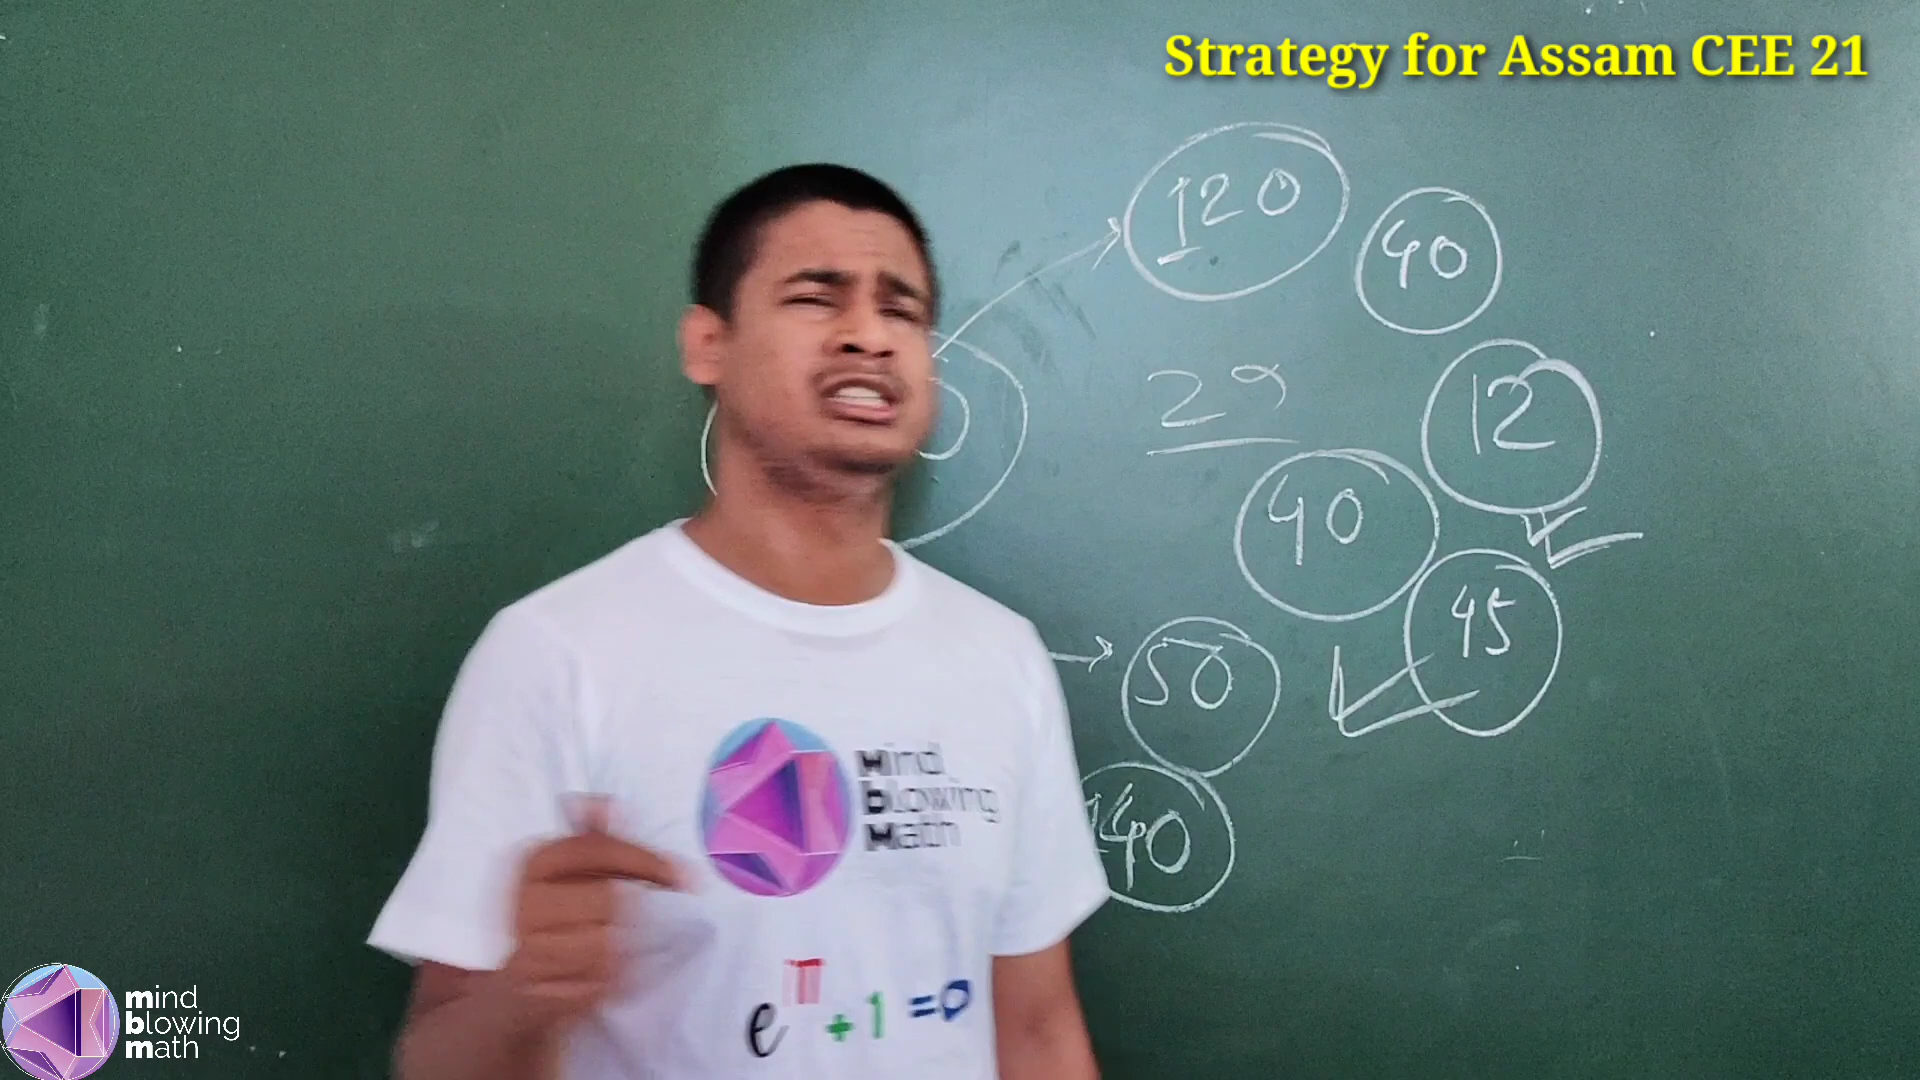 Strategy for Assam CEE 21
120
40
29
12
40
45
50
140
Mind
blowing
Math
e^π + 1 = 0
mind
blowing
math